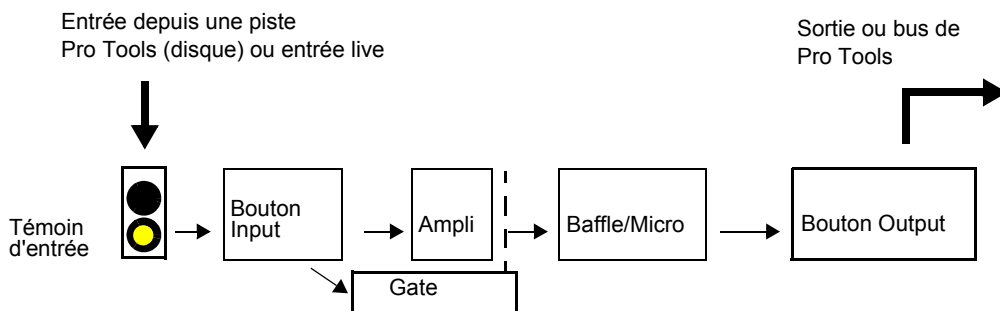 Entrée depuis une piste
Pro Tools (disque) ou entrée live
Sortie ou bus de
Pro Tools
Témoin
d'entrée
Bouton
Input
Ampli
Baffle/Micro
Bouton Output
Gate